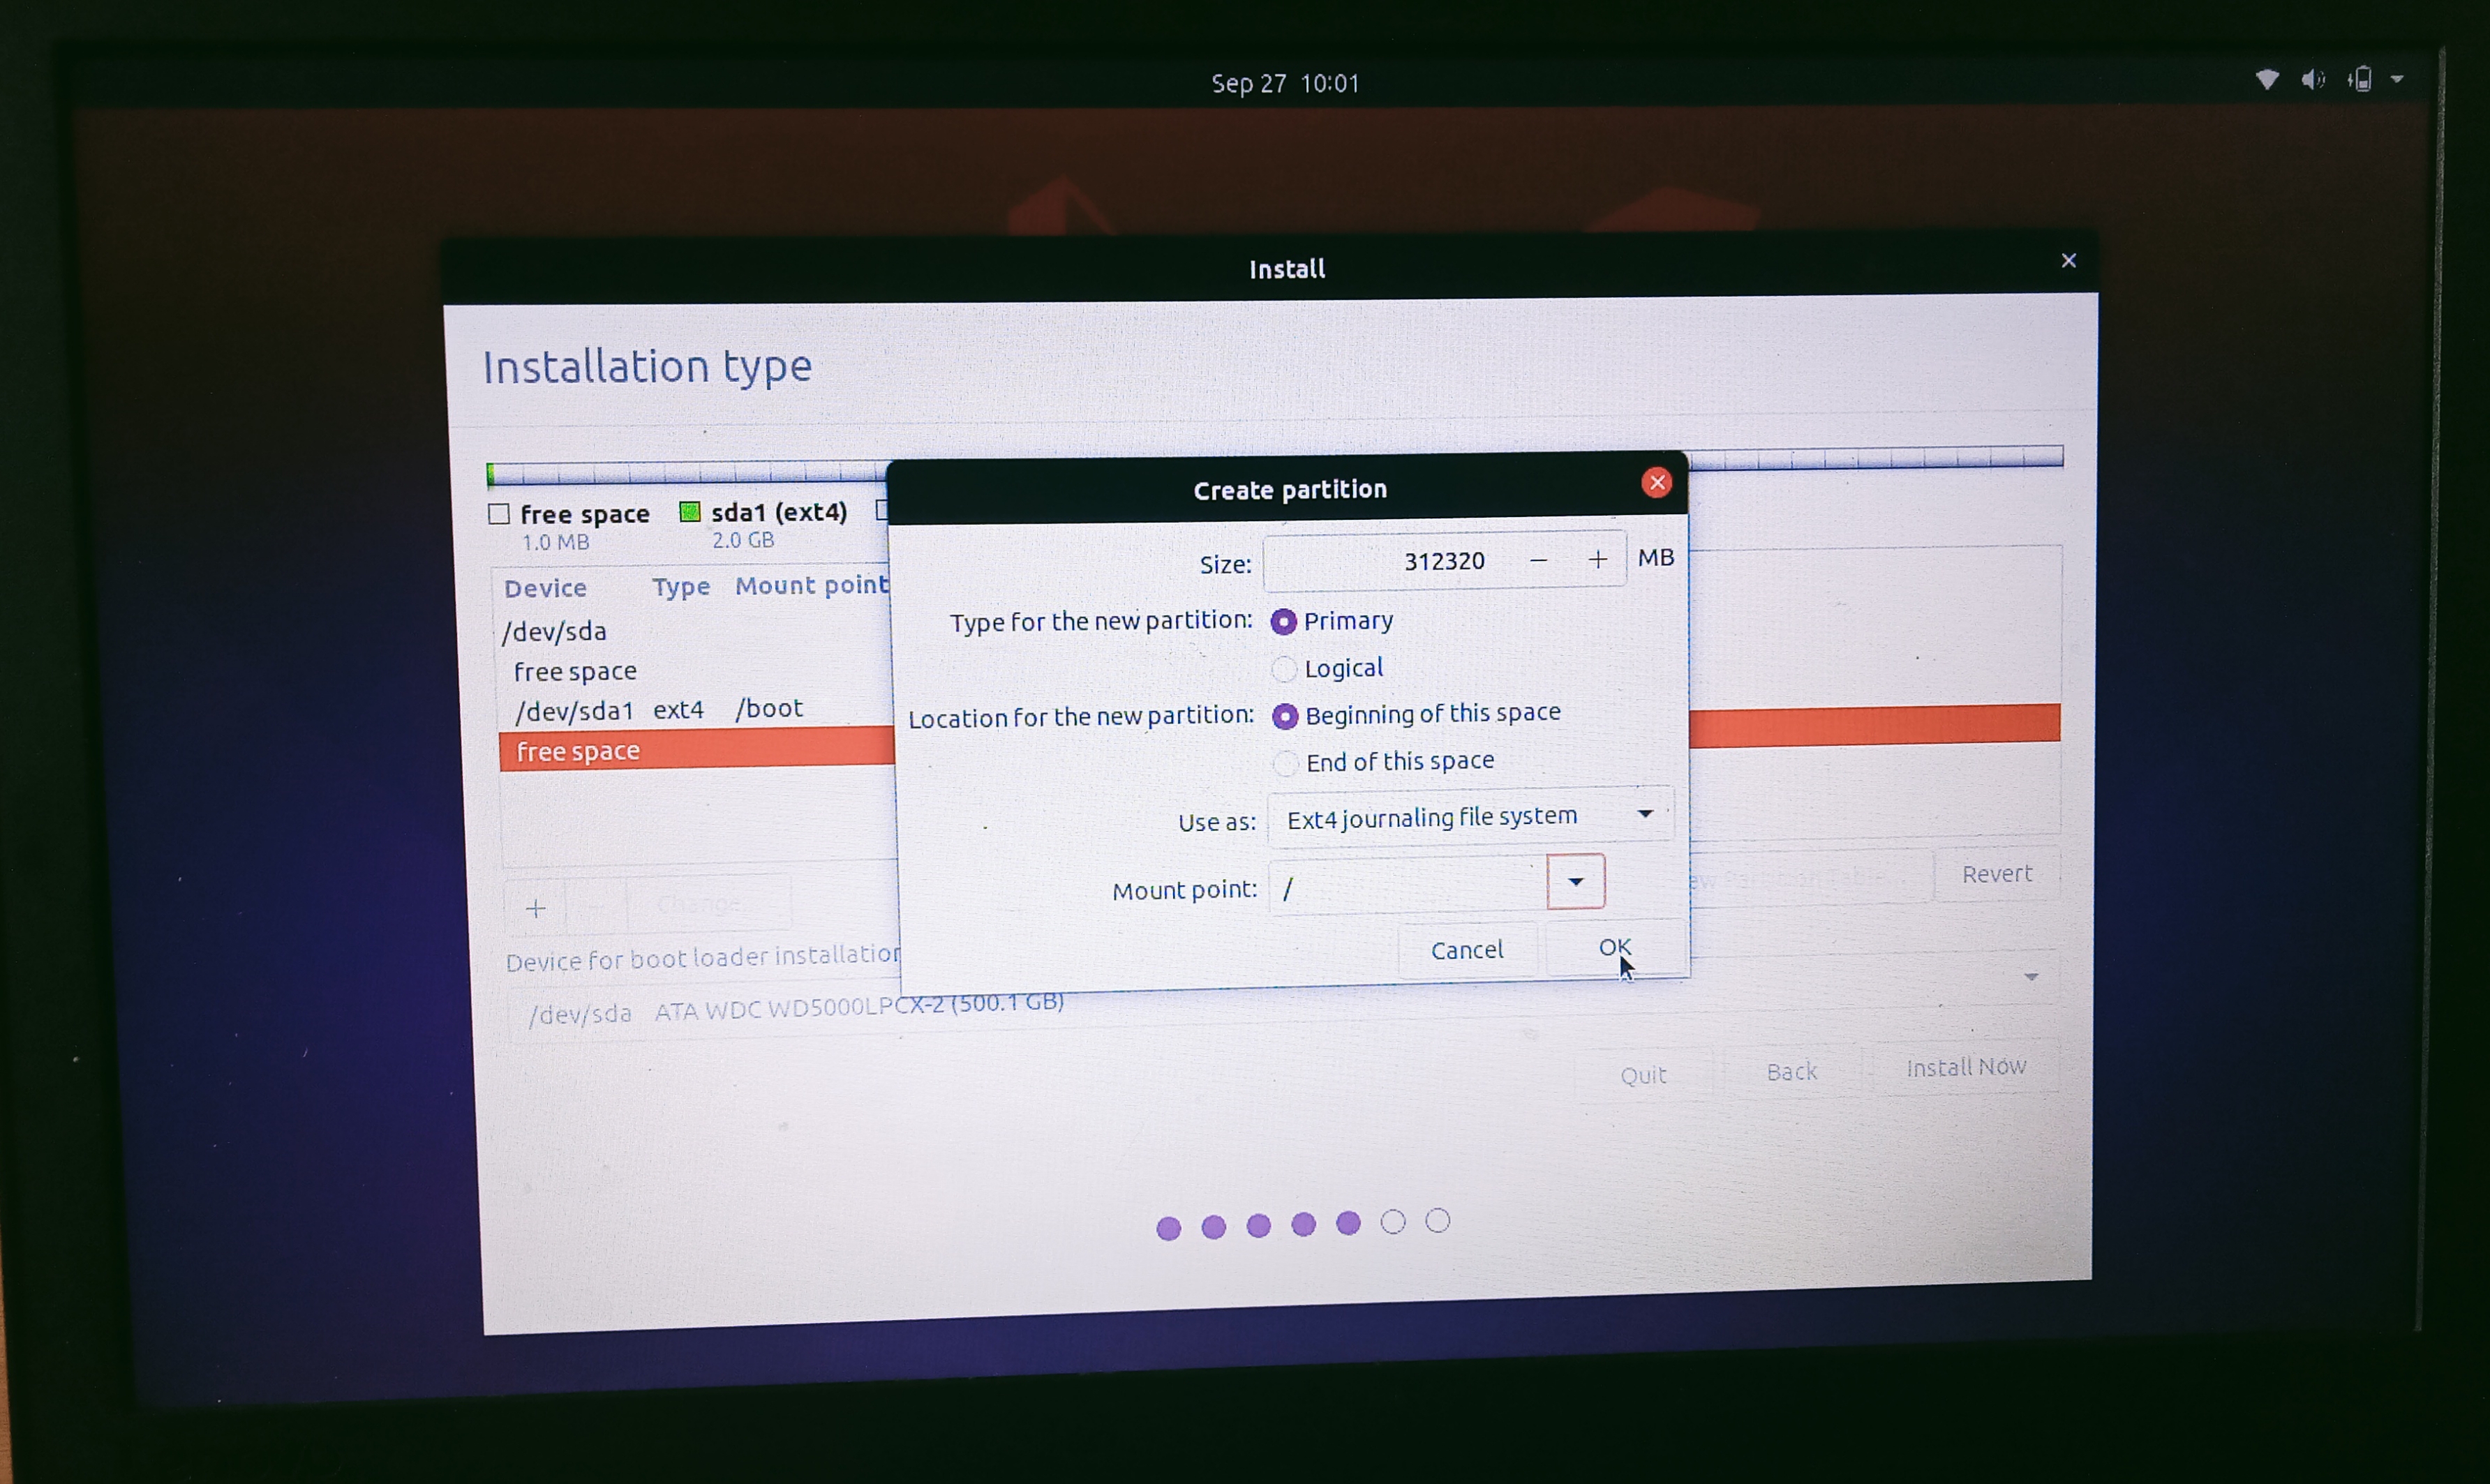 Sep 27 10:01
Install
Installation type
Create partition
free space
1.0 MB
sda1 (ext4)
2.0 GB
Size: 312320 − + MB
Device Type Mount point
Type for the new partition: Primary
Logical
/dev/sda
free space
/dev/sda1 ext4 /boot
free space
Location for the new partition: Beginning of this space
End of this space
Use as: Ext4 journaling file system
Mount point: /
Cancel OK
+ − Change... Revert
Device for boot loader installation
/dev/sda ATA WDC WD5000LPCX-2 (500.1 GB)
Quit Back Install Now